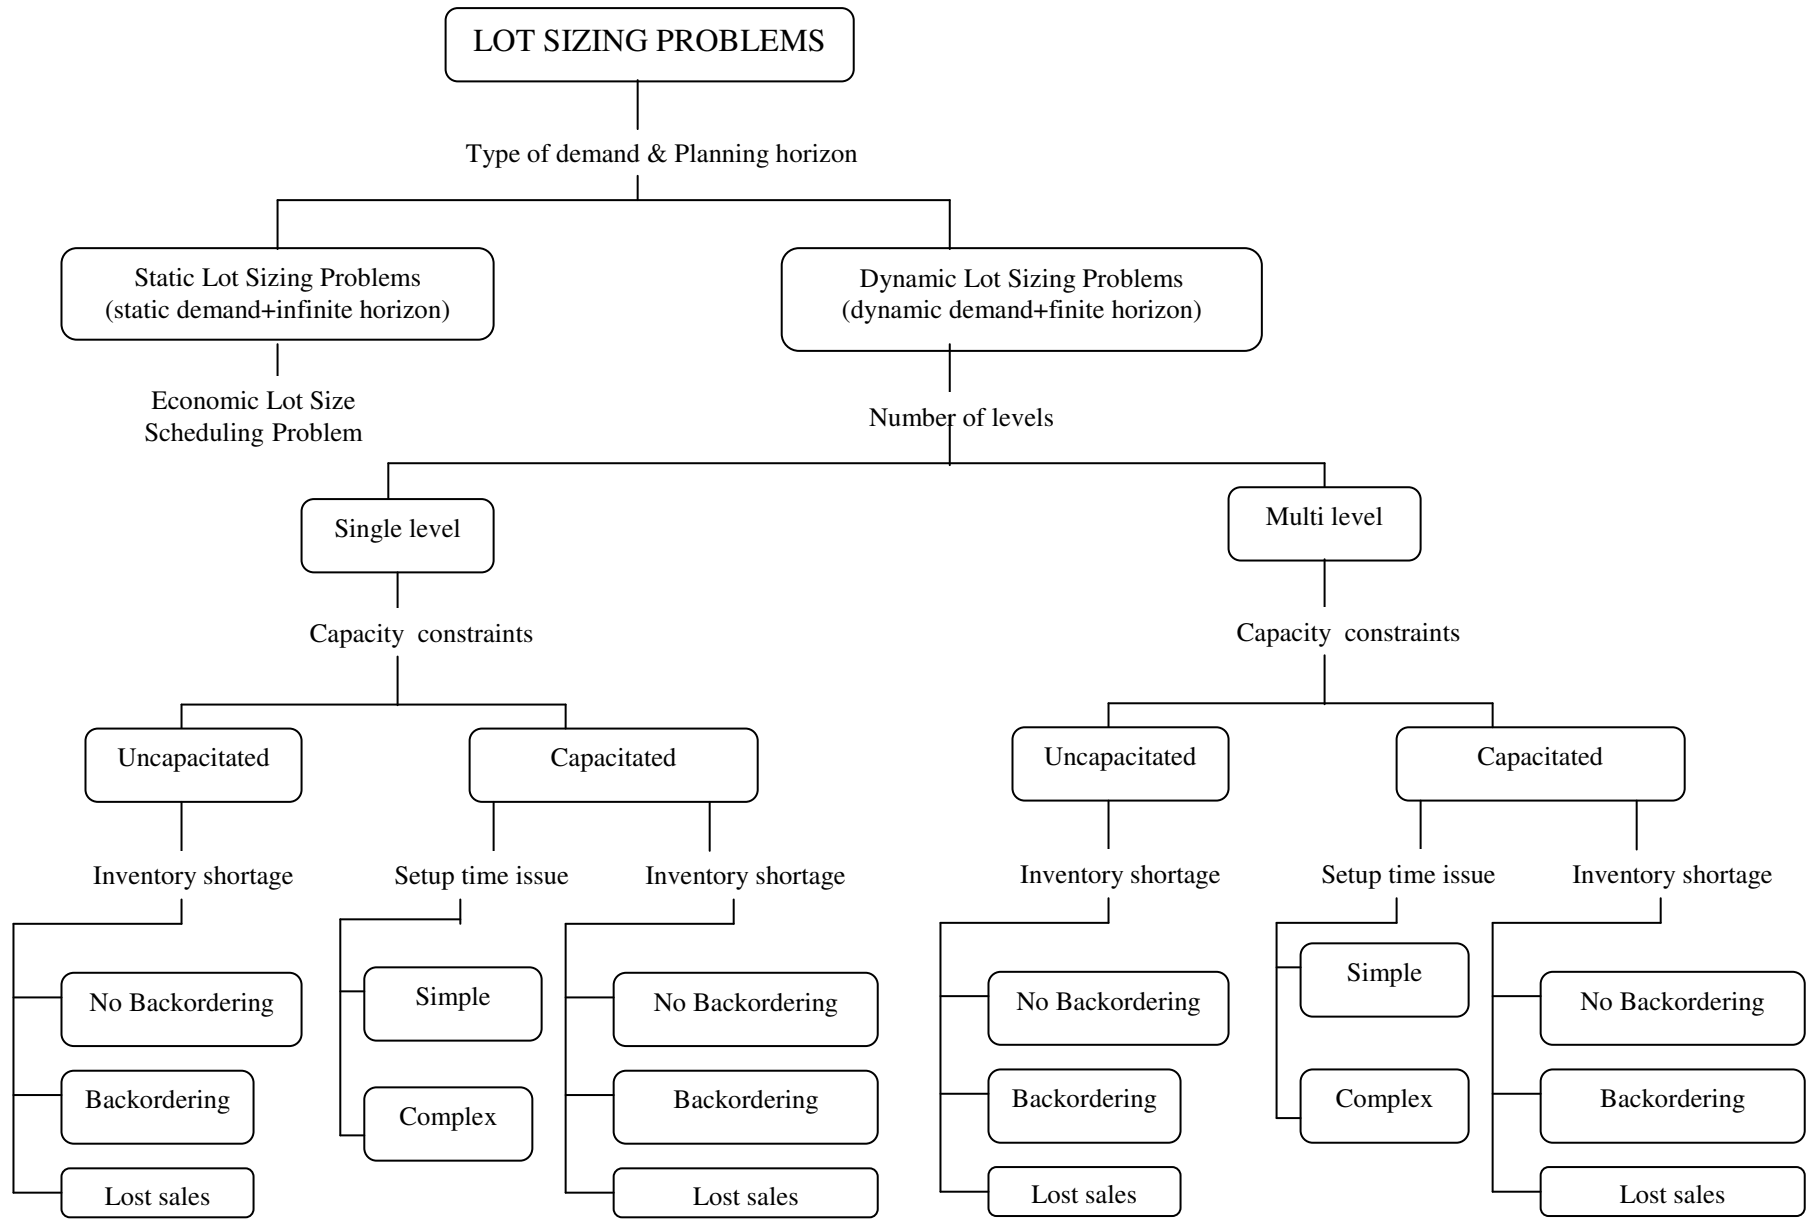 LOT SIZING PROBLEMS
Type of demand & Planning horizon
Static Lot Sizing Problems
(static demand+infinite horizon)
Dynamic Lot Sizing Problems
(dynamic demand+finite horizon)
Economic Lot Size
Scheduling Problem
Number of levels
Single level
Multi level
Capacity constraints
Capacity constraints
Uncapacitated
Capacitated
Uncapacitated
Capacitated
Inventory shortage
Setup time issue
Inventory shortage
Inventory shortage
Setup time issue
Inventory shortage
No Backordering
Backordering
Lost sales
Simple
Complex
No Backordering
Backordering
Lost sales
No Backordering
Backordering
Lost sales
Simple
Complex
No Backordering
Backordering
Lost sales